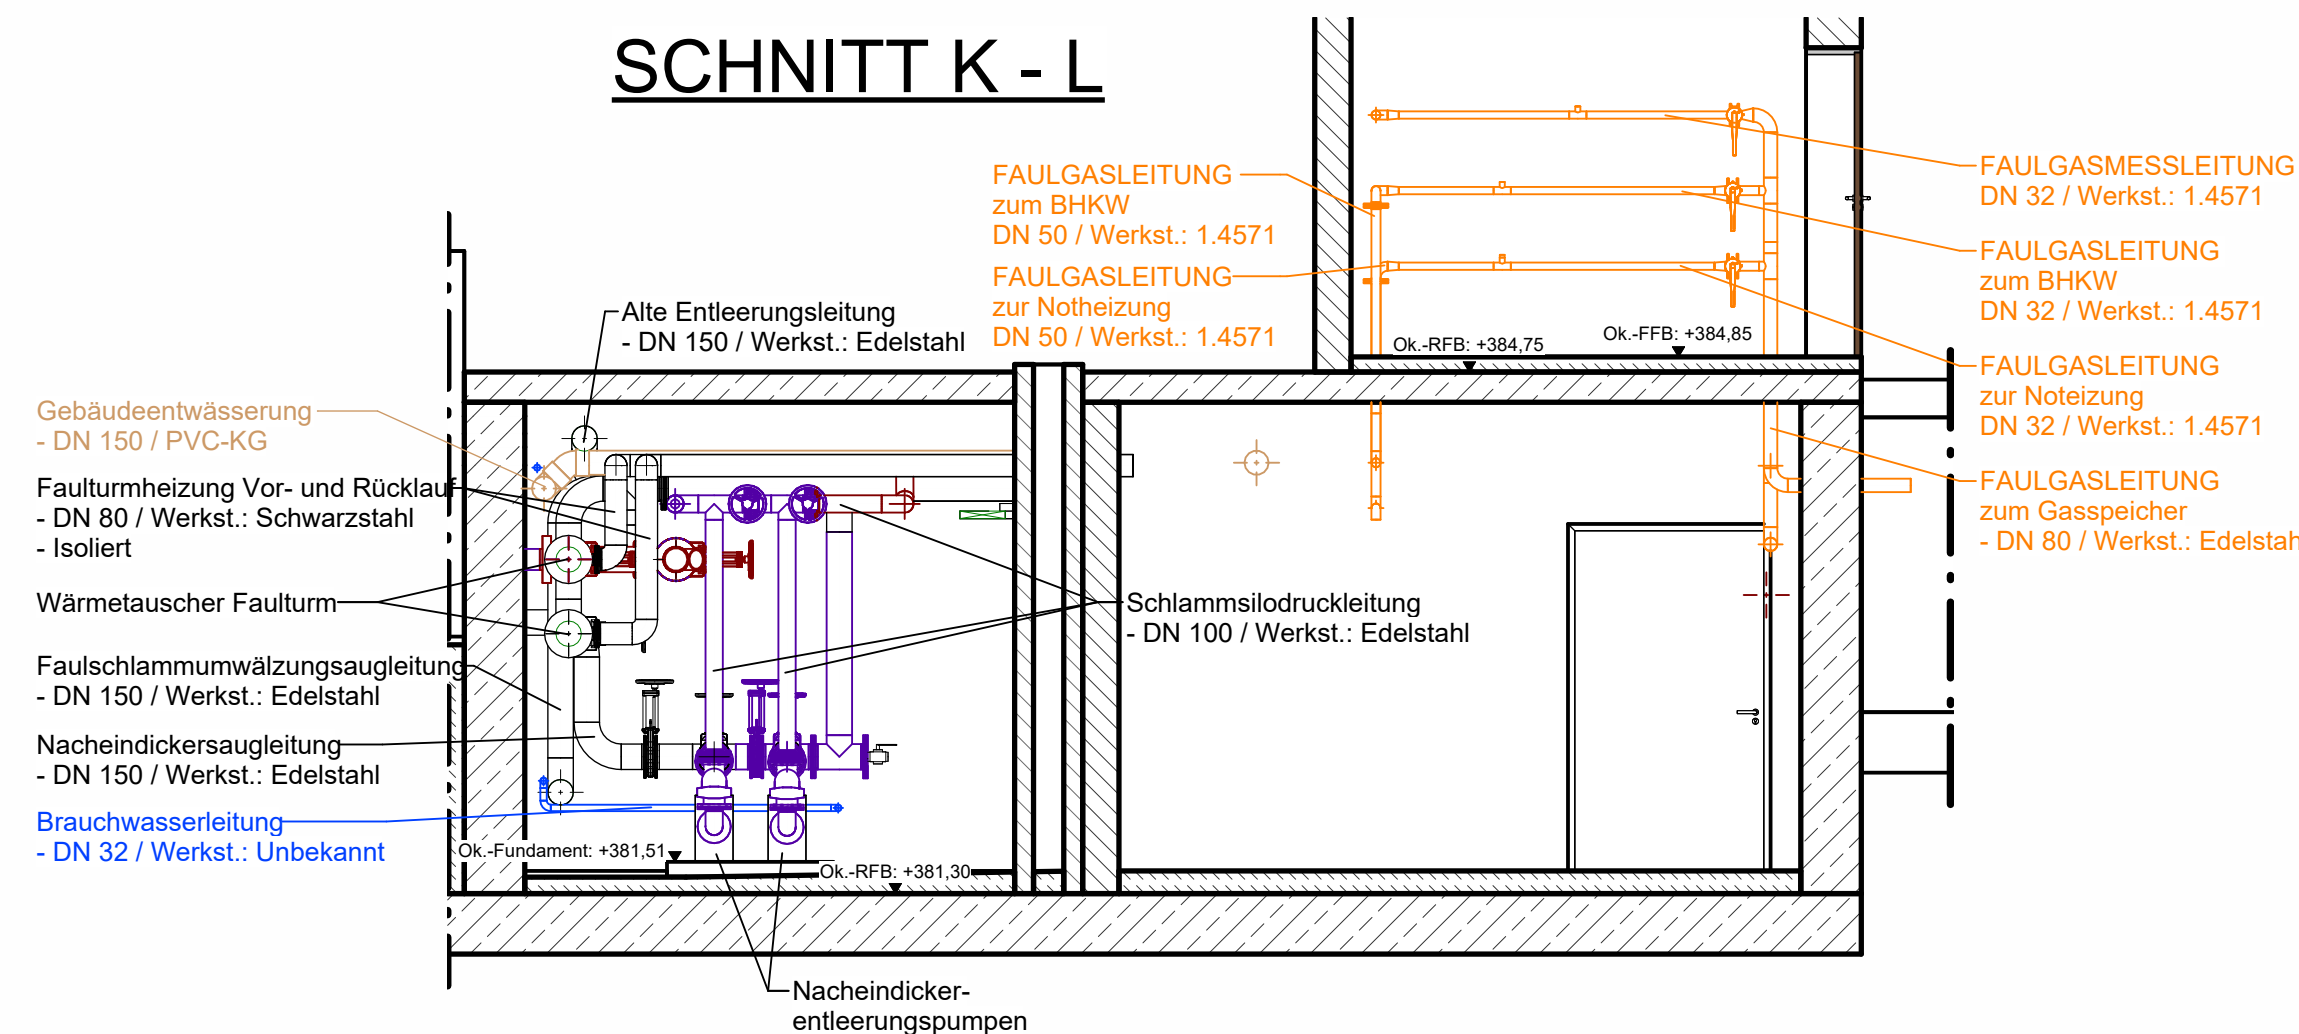 SCHNITT K - L
FAULGASLEITUNG
zum BHKW
DN 50 / Werkst.: 1.4571
FAULGASLEITUNG
zur Notheizung
DN 50 / Werkst.: 1.4571
FAULGASMESSLEITUNG
DN 32 / Werkst.: 1.4571
FAULGASLEITUNG
zum BHKW
DN 32 / Werkst.: 1.4571
FAULGASLEITUNG
zur Noteizung
DN 32 / Werkst.: 1.4571
FAULGASLEITUNG
zum Gasspeicher
- DN 80 / Werkst.: Edelstah
Ok.-RFB: +384,75
Ok.-FFB: +384,85
Alte Entleerungsleitung
- DN 150 / Werkst.: Edelstahl
Gebäudeentwässerung
- DN 150 / PVC-KG
Faulturmheizung Vor- und Rücklauf
- DN 80 / Werkst.: Schwarzstahl
- Isoliert
Wärmetauscher Faulturm
Faulschlammumwälzungsaugleitung
- DN 150 / Werkst.: Edelstahl
Nacheindickersaugleitung
- DN 150 / Werkst.: Edelstahl
Brauchwasserleitung
- DN 32 / Werkst.: Unbekannt
Schlammsilodruckleitung
- DN 100 / Werkst.: Edelstahl
Ok.-Fundament: +381,51
Ok.-RFB: +381,30
Nacheindicker-
entleerungspumpen